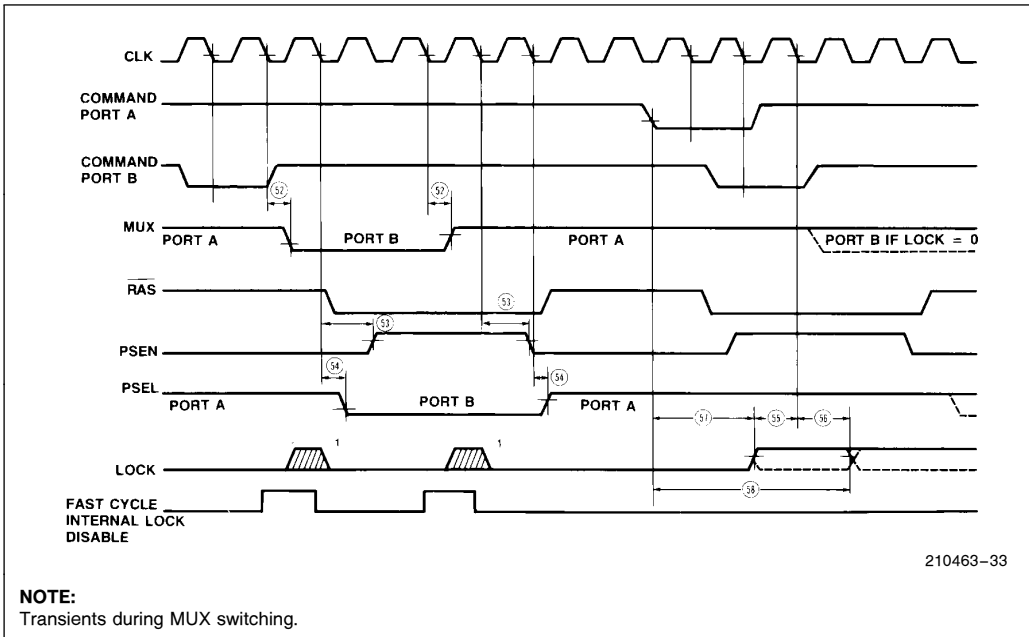 CLK
COMMAND
PORT A
COMMAND
PORT B
52 52
MUX
PORT A PORT B PORT A PORT B IF LOCK = 0
RAS
53
53
PSEN
54 54
PSEL
PORT A PORT B PORT A
57 55 56
1 1
LOCK
58
FAST CYCLE
INTERNAL LOCK
DISABLE
210463–33
NOTE:
Transients during MUX switching.